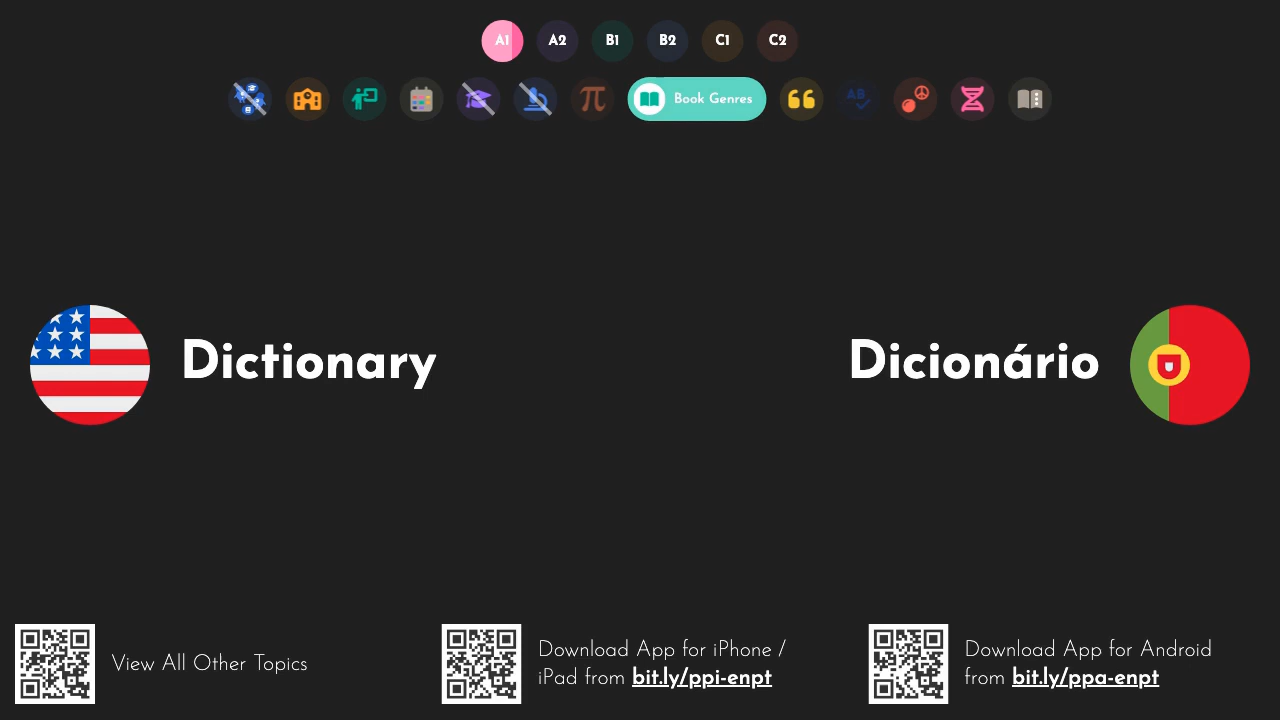 A1 A2 B1 B2 C1 C2
Book Genres
Dictionary
Dicionário
View All Other Topics
Download App for iPhone /
iPad from bit.ly/ppi-enpt
Download App for Android
from bit.ly/ppa-enpt